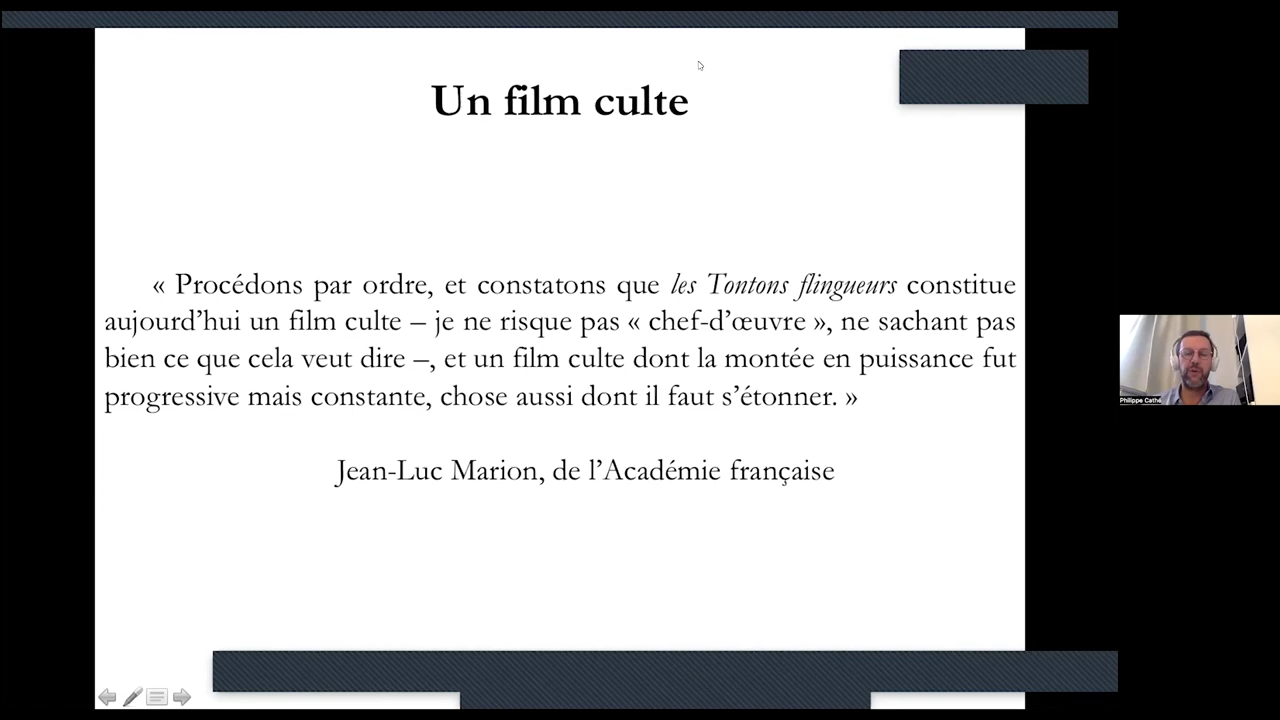 Un film culte
« Procédons par ordre, et constatons que les Tontons flingueurs constitue
aujourd’hui un film culte – je ne risque pas « chef-d’œuvre », ne sachant pas
bien ce que cela veut dire –, et un film culte dont la montée en puissance fut
progressive mais constante, chose aussi dont il faut s’étonner. »
Jean-Luc Marion, de l’Académie française
Philippe Cathé